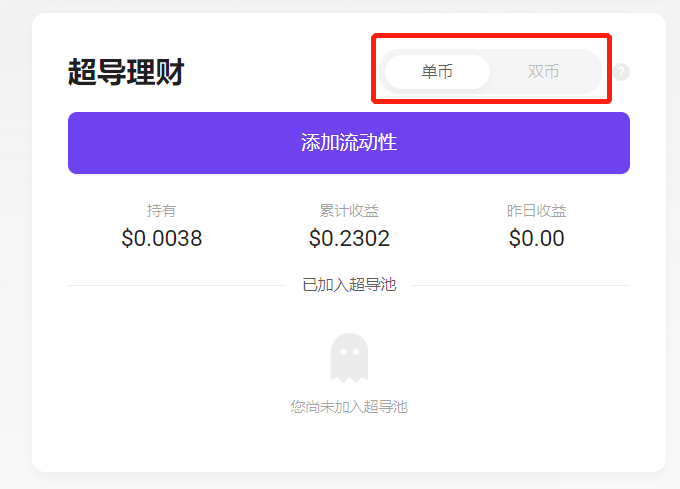 超导理财
单币 双币 ?
添加流动性
持有 累计收益 昨日收益
$0.0038 $0.2302 $0.00
已加入超导池
您尚未加入超导池